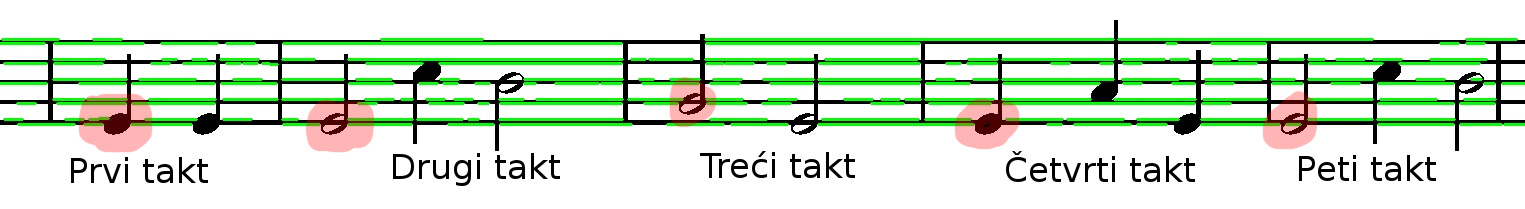 Prvi takt
Drugi takt
Treći takt
Četvrti takt
Peti takt